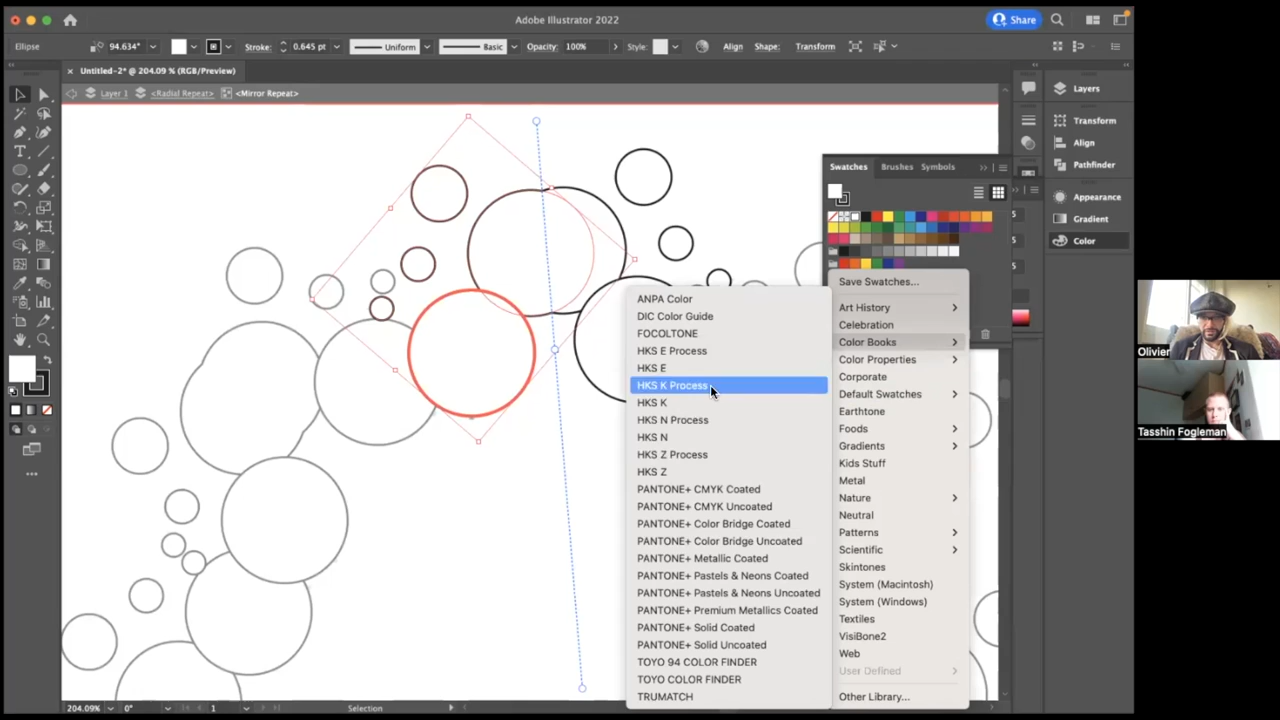 Adobe Illustrator 2022
Share
Ellipse
94.634°
Stroke:
0.645 pt
Uniform
Basic
Opacity:
100%
Style:
Align
Shape:
Transform
× Untitled-2* @ 204.09 % (RGB/Preview)
Layer 1
<Radial Repeat>
<Mirror Repeat>
Layers
Transform
Align
Pathfinder
Appearance
Gradient
Color
Swatches
Brushes
Symbols
Save Swatches...
Art History
Celebration
Color Books
Color Properties
Corporate
Default Swatches
Earthtone
Foods
Gradients
Kids Stuff
Metal
Nature
Neutral
Patterns
Scientific
Skintones
System (Macintosh)
System (Windows)
Textiles
VisiBone2
Web
User Defined
Other Library...
ANPA Color
DIC Color Guide
FOCOLTONE
HKS E Process
HKS E
HKS K Process
HKS K
HKS N Process
HKS N
HKS Z Process
HKS Z
PANTONE+ CMYK Coated
PANTONE+ CMYK Uncoated
PANTONE+ Color Bridge Coated
PANTONE+ Color Bridge Uncoated
PANTONE+ Metallic Coated
PANTONE+ Pastels & Neons Coated
PANTONE+ Pastels & Neons Uncoated
PANTONE+ Premium Metallics Coated
PANTONE+ Solid Coated
PANTONE+ Solid Uncoated
TOYO 94 COLOR FINDER
TOYO COLOR FINDER
TRUMATCH
Olivier
Tasshin Fogleman
204.09%
0°
1
Selection